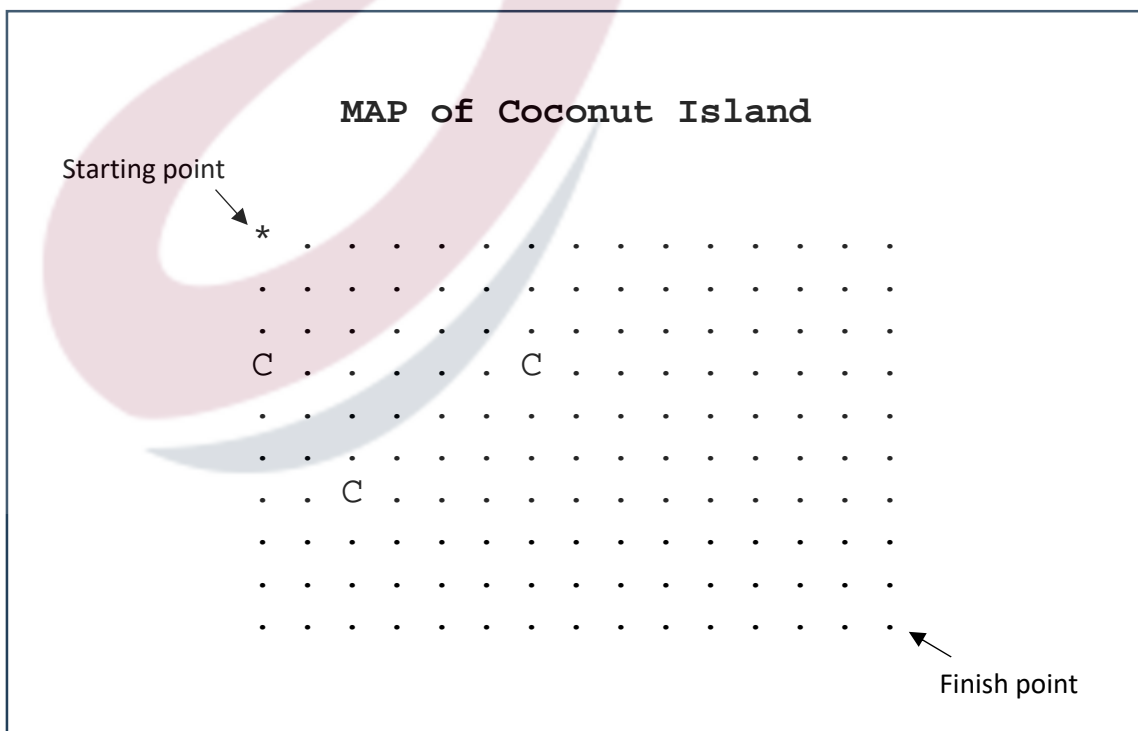 MAP of Coconut Island
Starting point
* . . . . . . . . . . . . . .
. . . . . . . . . . . . . . .
. . . . . . . . . . . . . . .
C . . . . . C . . . . . . . .
. . . . . . . . . . . . . . .
. . . . . . . . . . . . . . .
. . C . . . . . . . . . . . .
. . . . . . . . . . . . . . .
. . . . . . . . . . . . . . .
. . . . . . . . . . . . . . .
Finish point